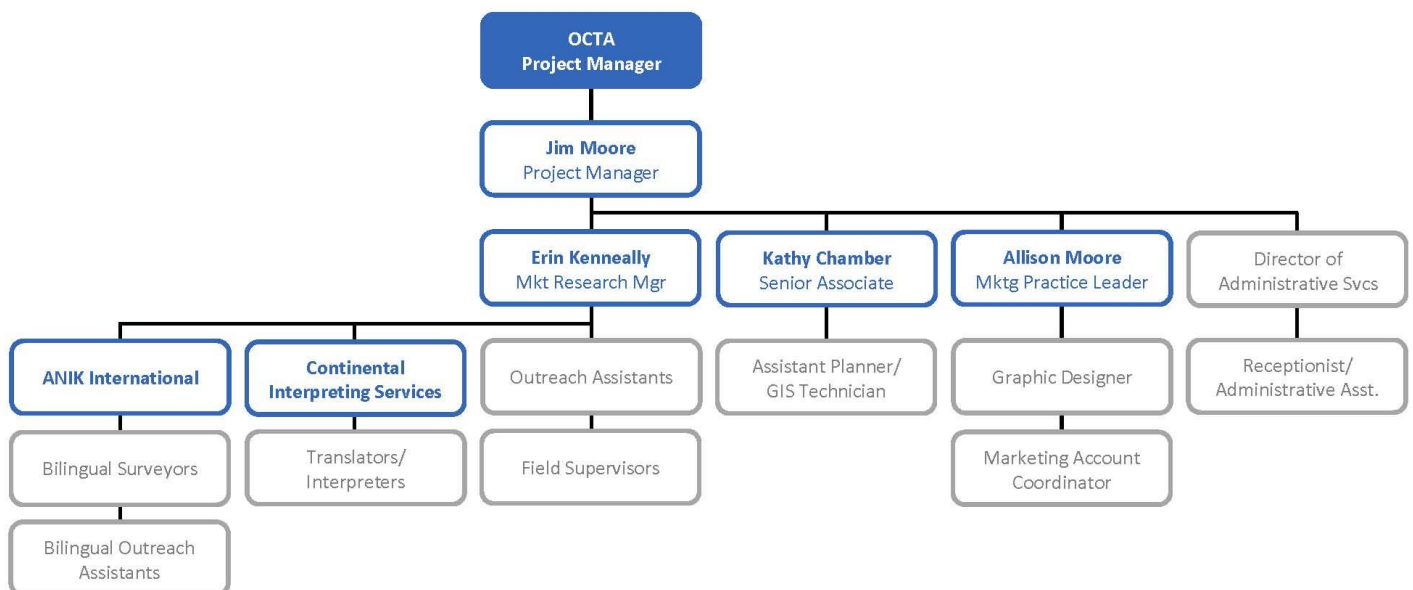 OCTA
Project Manager
Jim Moore
Project Manager
Erin Kenneally
Mkt Research Mgr
Kathy Chamber
Senior Associate
Allison Moore
Mktg Practice Leader
Director of
Administrative Svcs
ANIK International
Continental
Interpreting Services
Outreach Assistants
Assistant Planner/
GIS Technician
Graphic Designer
Receptionist/
Administrative Asst.
Bilingual Surveyors
Translators/
Interpreters
Field Supervisors
Marketing Account
Coordinator
Bilingual Outreach
Assistants